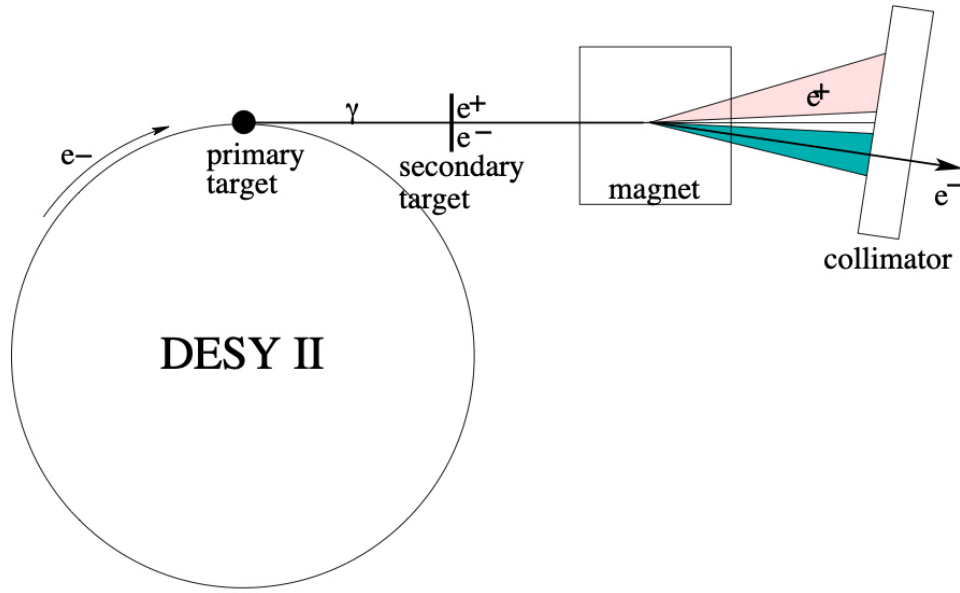 γ
e+
e−
e+
e−
primary
target
secondary
target
magnet
e−
collimator
DESY II